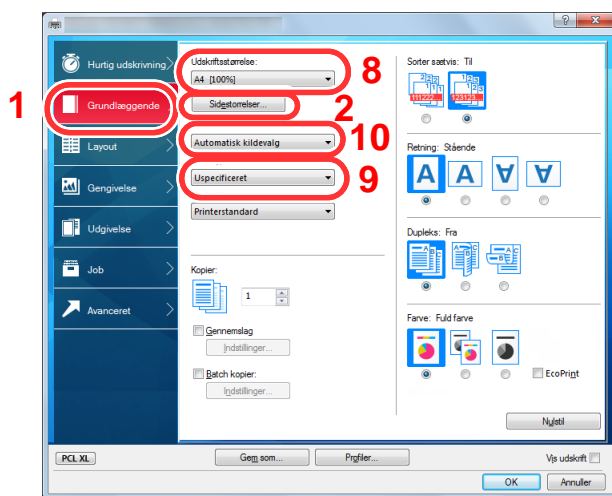 Hurtig udskrivning
Grundlæggende
Layout
Gengivelse
Udgivelse
Job
Avanceret
1
Udskriftsstørrelse:
A4 [100%]
8
Sidestørrelser...
2
Automatisk kildevalg
10
Uspecificeret
9
Printerstandard
Kopier:
1
Gennemslag
Indstillinger...
Batch kopier:
Indstillinger...
Sorter sætvis: Til
111222
123123
Retning: Stående
A A A A
Dupleks: Fra
Farve: Fuld farve
EcoPrint
Nulstil
PCL XL
Gem som...
Profiler...
Vis udskrift
OK
Annuller